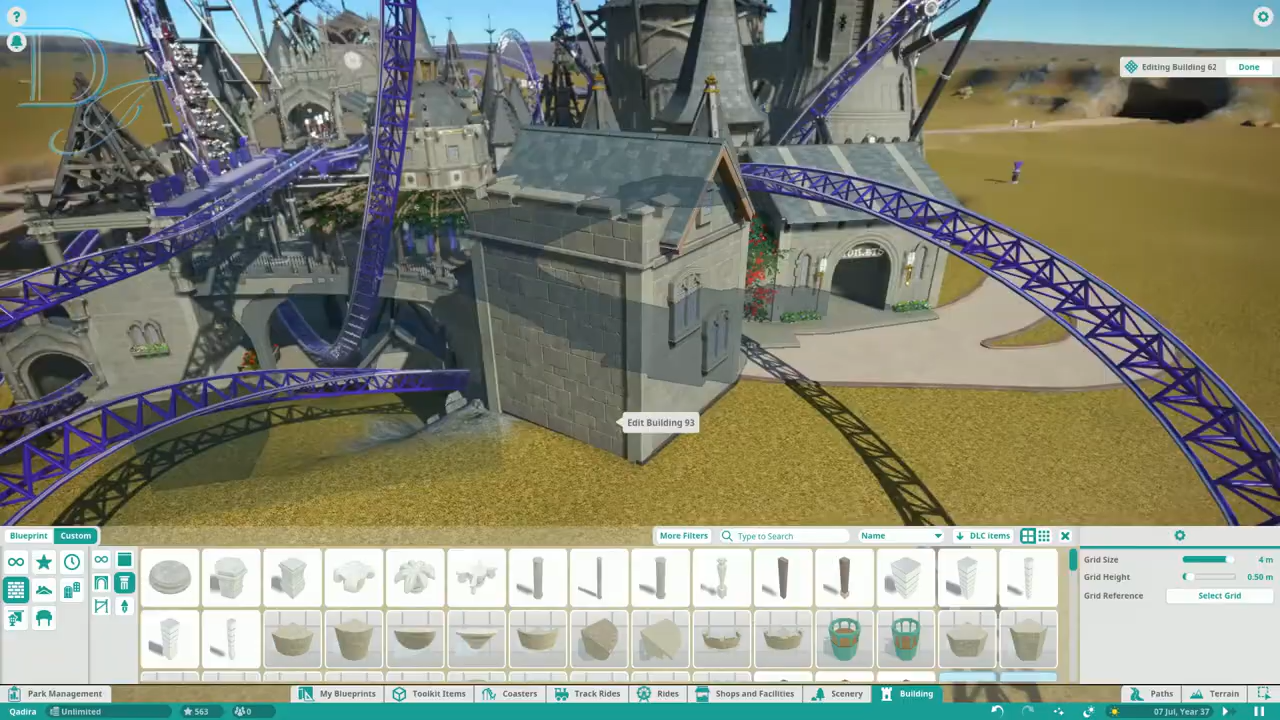 ?
Editing Building 62
Done
TOILETS
Edit Building 93
Blueprint
Custom
More Filters
Type to Search
Name
DLC items
Grid Size
4 m
Grid Height
0.50 m
Grid Reference
Select Grid
Park Management
My Blueprints
Toolkit Items
Coasters
Track Rides
Rides
Shops and Facilities
Scenery
Building
Paths
Terrain
Qadira
Unlimited
563
0
07 Jul, Year 37